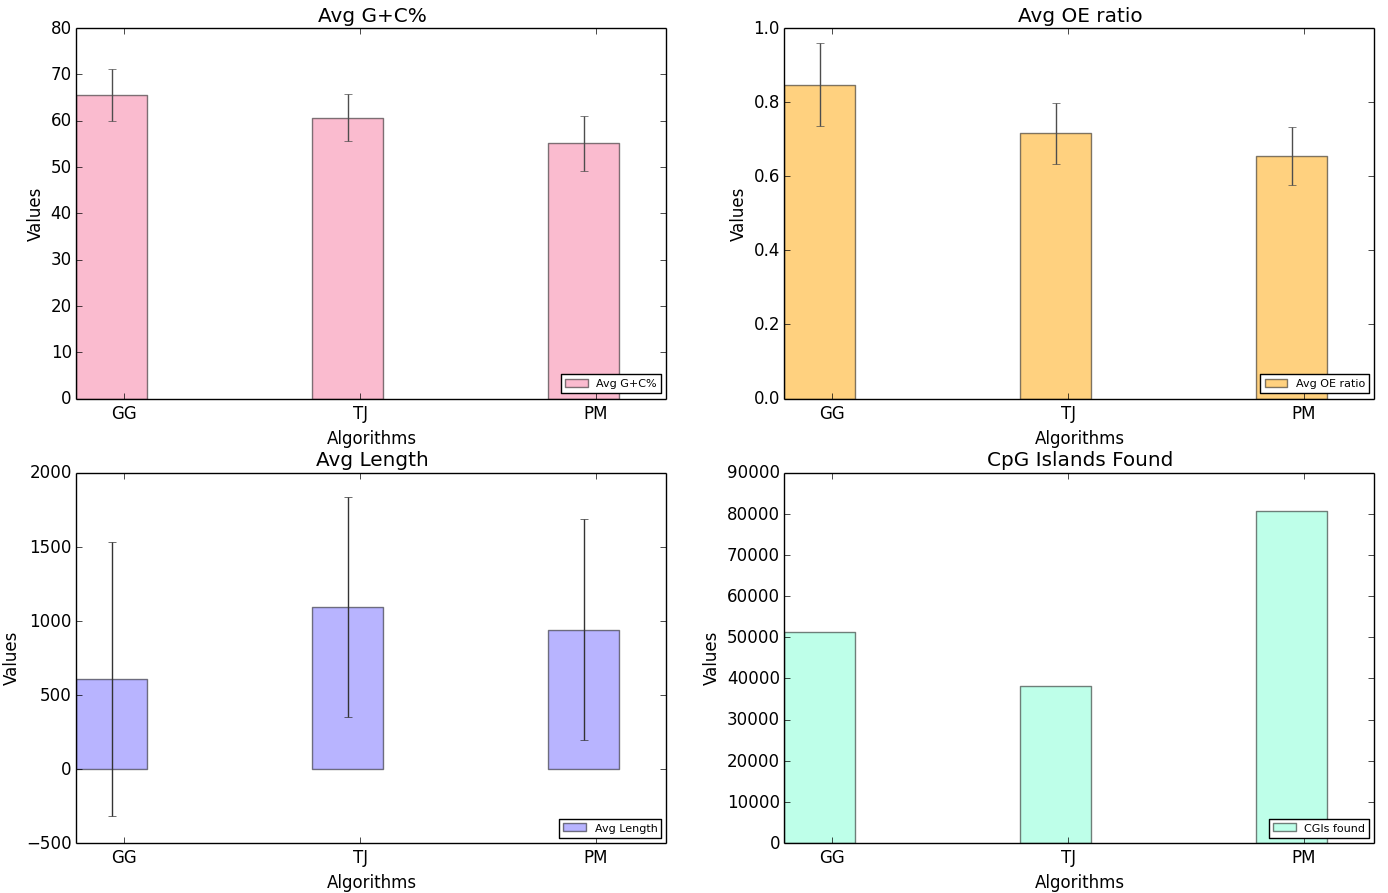 Avg G+C%
80
70
60
50
40
30
20
10
0
Values
GG TJ PM
Algorithms
Avg G+C%
Avg OE ratio
1.0
0.8
0.6
0.4
0.2
0.0
Values
GG TJ PM
Algorithms
Avg OE ratio
Avg Length
2000
1500
1000
500
0
−500
Values
GG TJ PM
Algorithms
Avg Length
CpG Islands Found
90000
80000
70000
60000
50000
40000
30000
20000
10000
0
Values
GG TJ PM
Algorithms
CGIs found